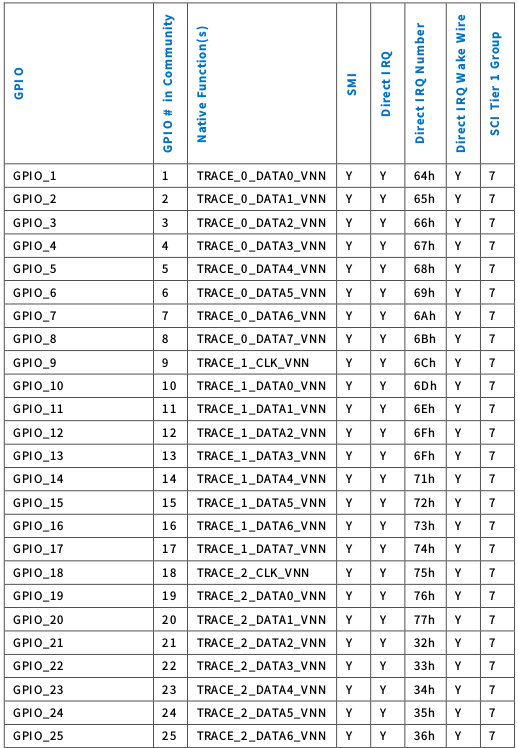 GPIO GPIO # in Community Native Function(s) SMI Direct IRQ Direct IRQ Number Direct IRQ Wake Wire SCI Tier 1 Group
GPIO_1 1 TRACE_0_DATA0_VNN Y Y 64h Y 7
GPIO_2 2 TRACE_0_DATA1_VNN Y Y 65h Y 7
GPIO_3 3 TRACE_0_DATA2_VNN Y Y 66h Y 7
GPIO_4 4 TRACE_0_DATA3_VNN Y Y 67h Y 7
GPIO_5 5 TRACE_0_DATA4_VNN Y Y 68h Y 7
GPIO_6 6 TRACE_0_DATA5_VNN Y Y 69h Y 7
GPIO_7 7 TRACE_0_DATA6_VNN Y Y 6Ah Y 7
GPIO_8 8 TRACE_0_DATA7_VNN Y Y 6Bh Y 7
GPIO_9 9 TRACE_1_CLK_VNN Y Y 6Ch Y 7
GPIO_10 10 TRACE_1_DATA0_VNN Y Y 6Dh Y 7
GPIO_11 11 TRACE_1_DATA1_VNN Y Y 6Eh Y 7
GPIO_12 12 TRACE_1_DATA2_VNN Y Y 6Fh Y 7
GPIO_13 13 TRACE_1_DATA3_VNN Y Y 6Fh Y 7
GPIO_14 14 TRACE_1_DATA4_VNN Y Y 71h Y 7
GPIO_15 15 TRACE_1_DATA5_VNN Y Y 72h Y 7
GPIO_16 16 TRACE_1_DATA6_VNN Y Y 73h Y 7
GPIO_17 17 TRACE_1_DATA7_VNN Y Y 74h Y 7
GPIO_18 18 TRACE_2_CLK_VNN Y Y 75h Y 7
GPIO_19 19 TRACE_2_DATA0_VNN Y Y 76h Y 7
GPIO_20 20 TRACE_2_DATA1_VNN Y Y 77h Y 7
GPIO_21 21 TRACE_2_DATA2_VNN Y Y 32h Y 7
GPIO_22 22 TRACE_2_DATA3_VNN Y Y 33h Y 7
GPIO_23 23 TRACE_2_DATA4_VNN Y Y 34h Y 7
GPIO_24 24 TRACE_2_DATA5_VNN Y Y 35h Y 7
GPIO_25 25 TRACE_2_DATA6_VNN Y Y 36h Y 7